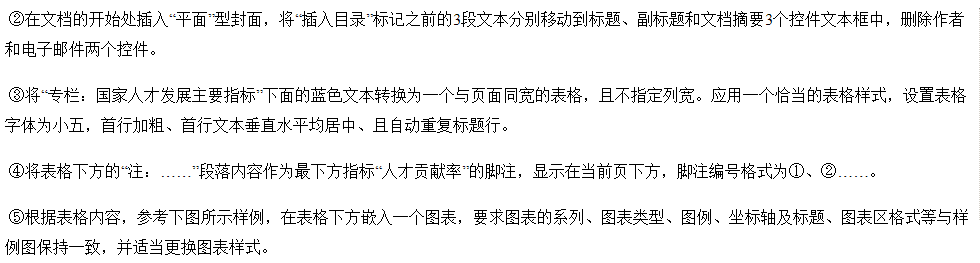 ②在文档的开始处插入“平面”型封面，将“插入目录”标记之前的3段文本分别移动到标题、副标题和文档摘要3个控件文本框中，删除作者
和电子邮件两个控件。
③将“专栏：国家人才发展主要指标”下面的蓝色文本转换为一个与页面同宽的表格，且不指定列宽。应用一个恰当的表格样式，设置表格
字体为小五，首行加粗、首行文本垂直水平均居中、且自动重复标题行。
④将表格下方的“注：……”段落内容作为最下方指标“人才贡献率”的脚注，显示在当前页下方，脚注编号格式为①、②……。
⑤根据表格内容，参考下图所示样例，在表格下方嵌入一个图表，要求图表的系列、图表类型、图例、坐标轴及标题、图表区格式等与样
例图保持一致，并适当更换图表样式。